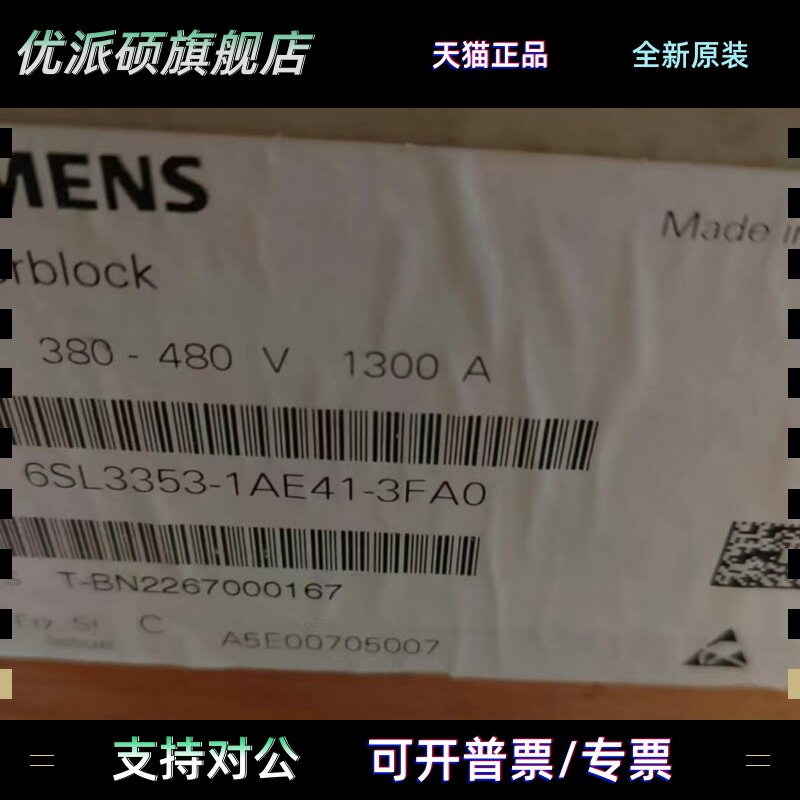 优派硕旗舰店
天猫正品
全新原装
MENS
Made in
rblock
380 - 480 V 1300 A
6SL3353-1AE41-3FA0
S T-BN2267000167
C
A5E00705007
支持对公
可开普票/专票